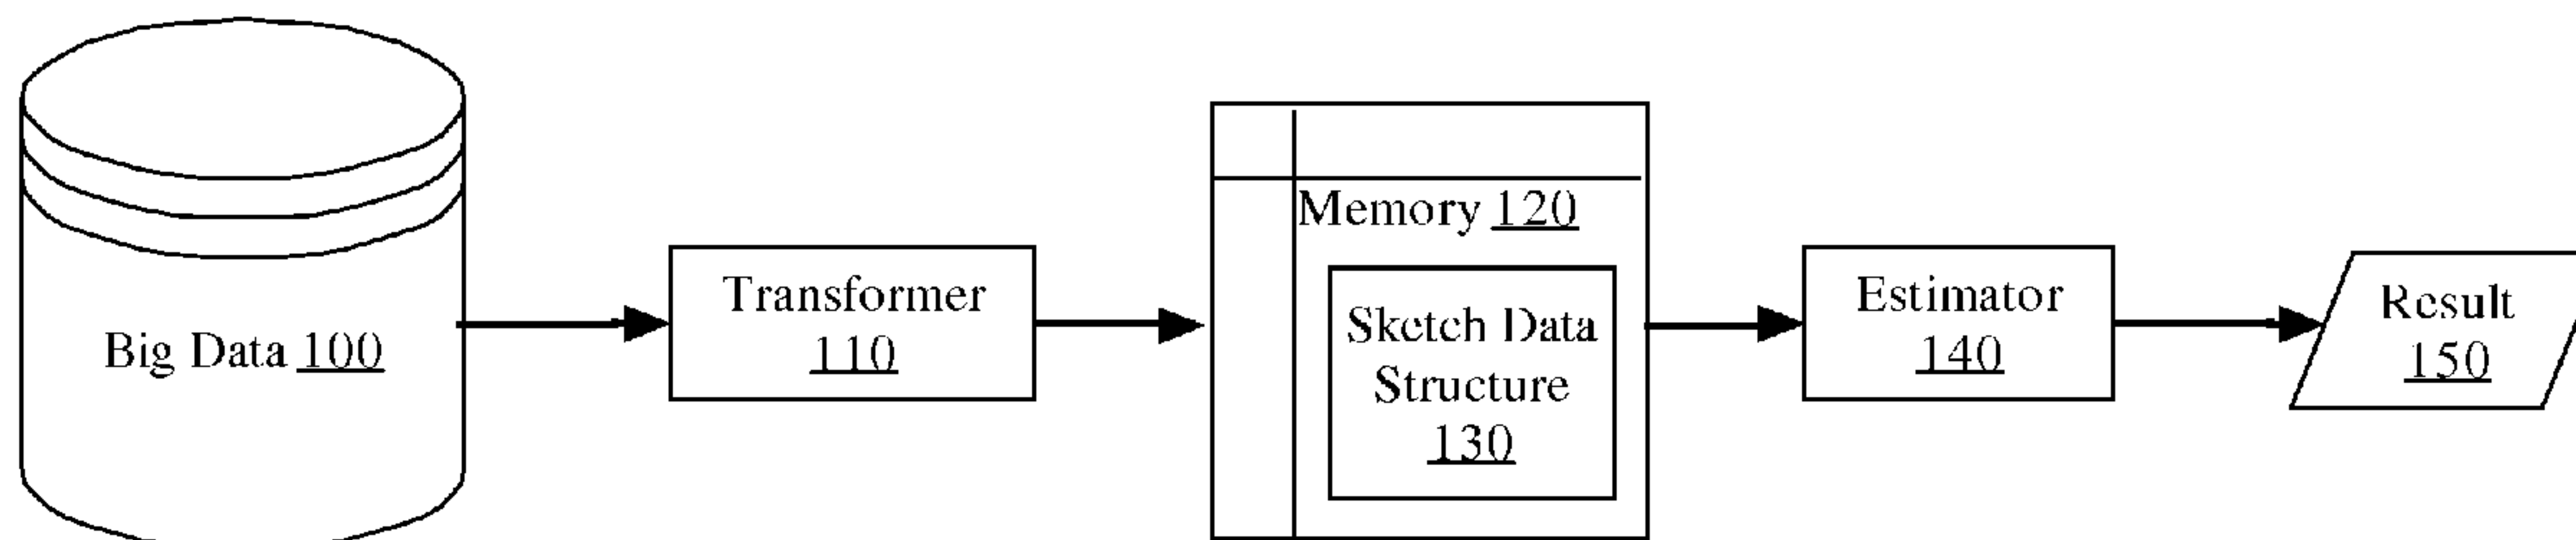 Big Data 100
Transformer
110
Memory 120
Sketch Data
Structure
130
Estimator
140
Result
150